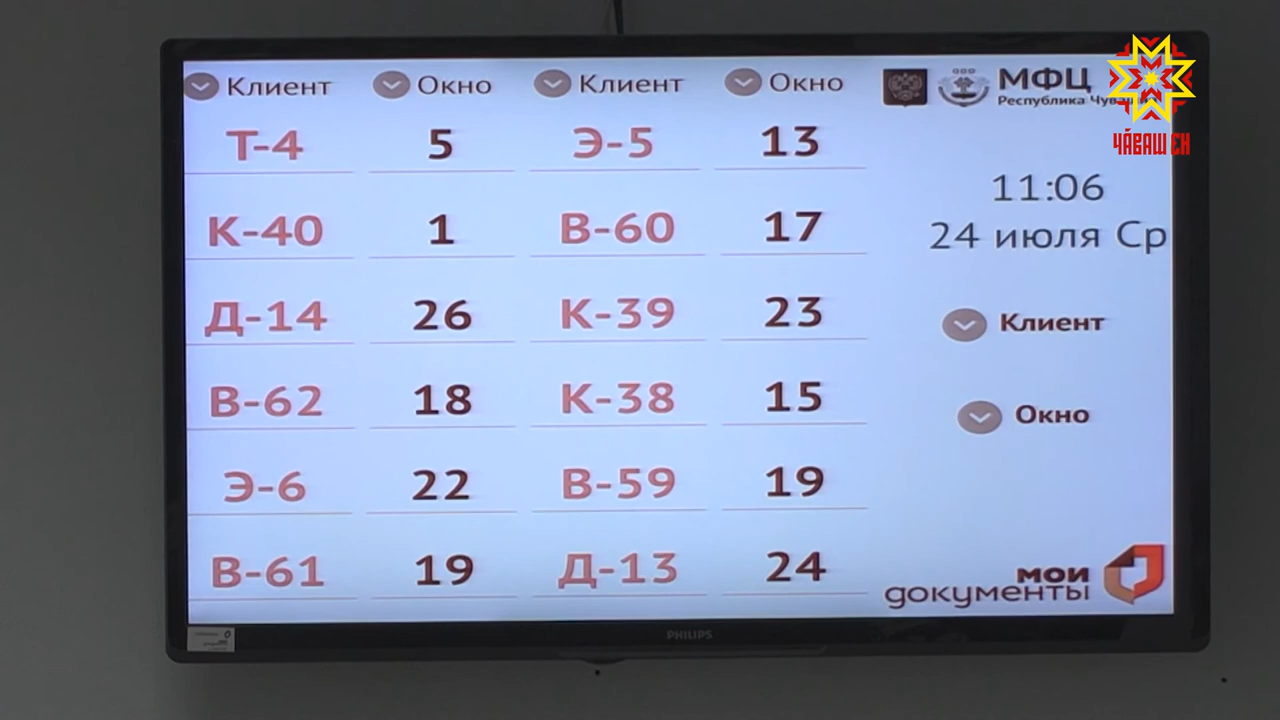 Клиент Окно Клиент Окно
Т-4 5 Э-5 13
К-40 1 В-60 17
Д-14 26 К-39 23
В-62 18 К-38 15
Э-6 22 В-59 19
В-61 19 Д-13 24
МФЦ
Республика
ЧӐВАШ ЕН
11:06
24 июля Ср
Клиент
Окно
мои
документы
PHILIPS